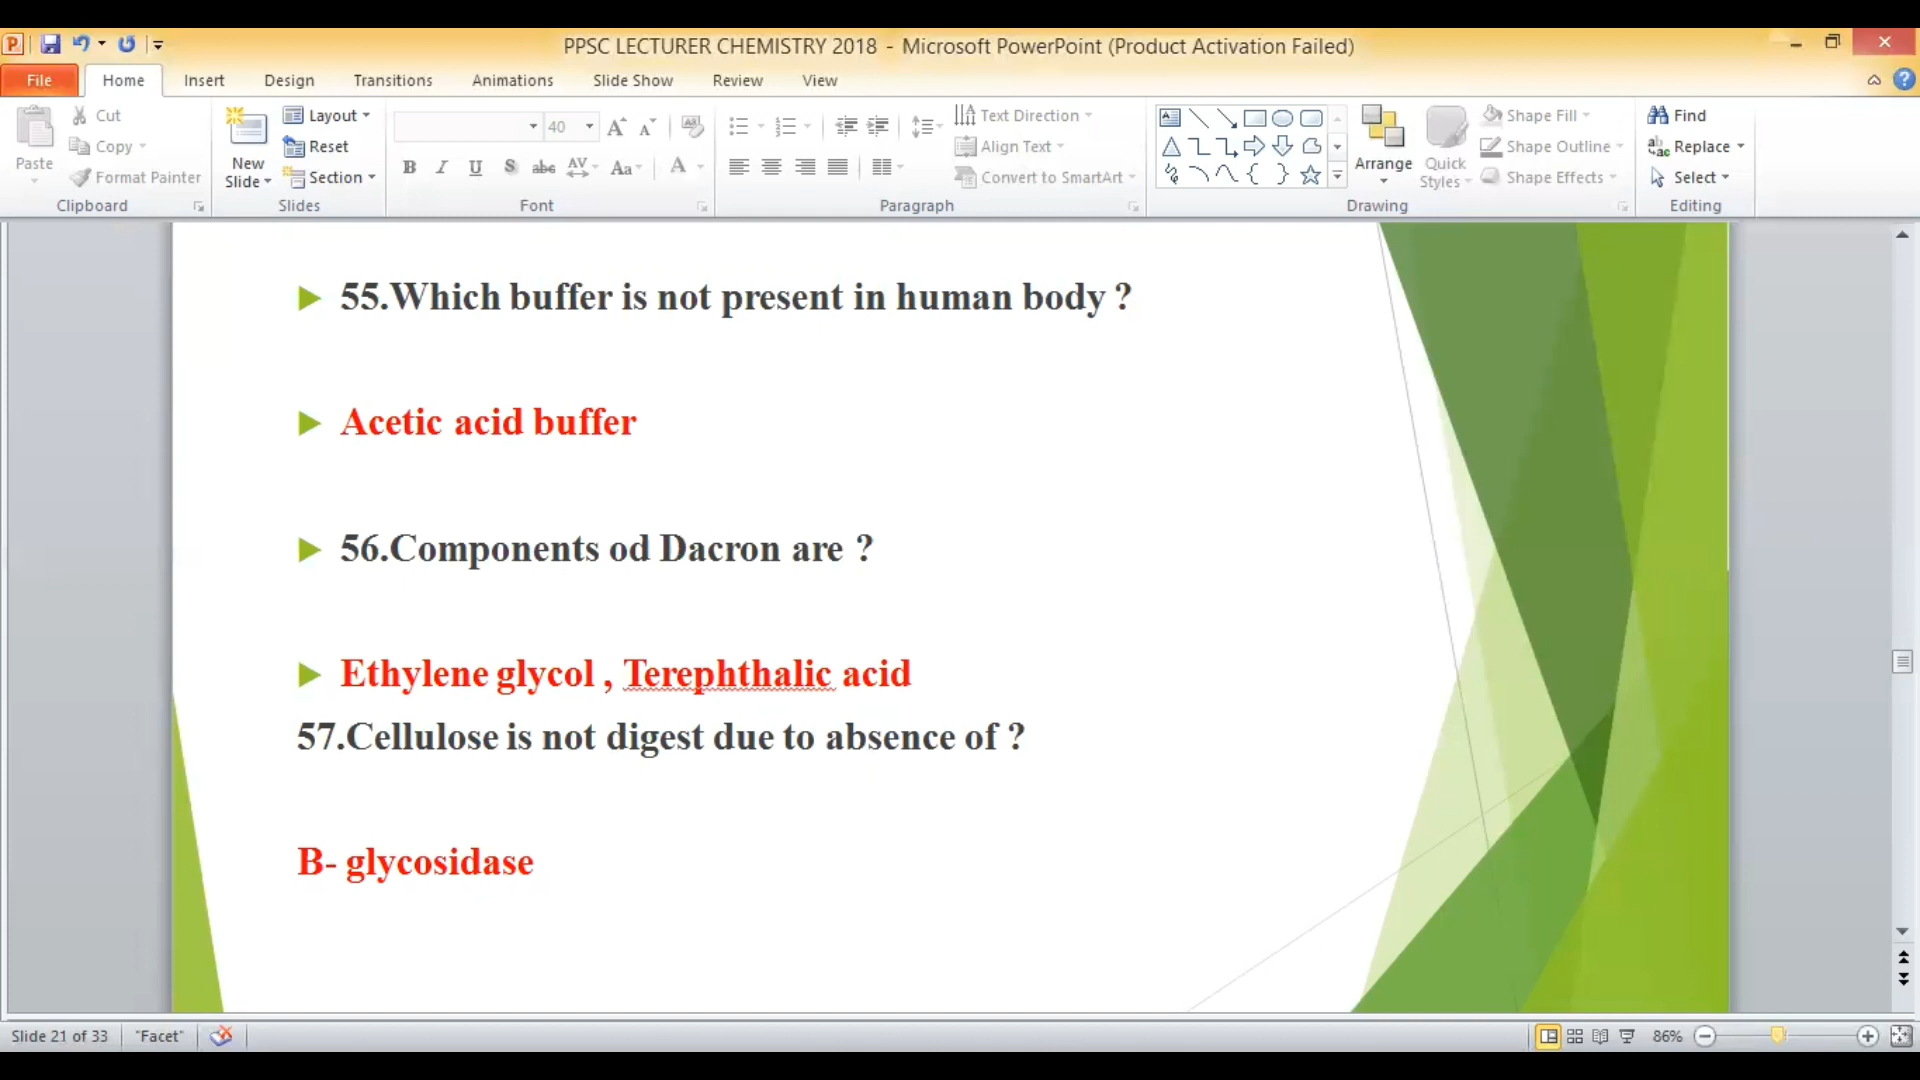 PPSC LECTURER CHEMISTRY 2018 - Microsoft PowerPoint (Product Activation Failed)
File Home Insert Design Transitions Animations Slide Show Review View
Paste
Cut
Copy
Format Painter
Clipboard
New Slide
Layout
Reset
Section
Slides
40
B I U S abc AV Aa A
Font
Text Direction
Align Text
Convert to SmartArt
Paragraph
Arrange
Quick Styles
Shape Fill
Shape Outline
Shape Effects
Drawing
Find
Replace
Select
Editing
55.Which buffer is not present in human body ?
Acetic acid buffer
56.Components od Dacron are ?
Ethylene glycol , Terephthalic acid
57.Cellulose is not digest due to absence of ?
B- glycosidase
Slide 21 of 33 "Facet" 86%